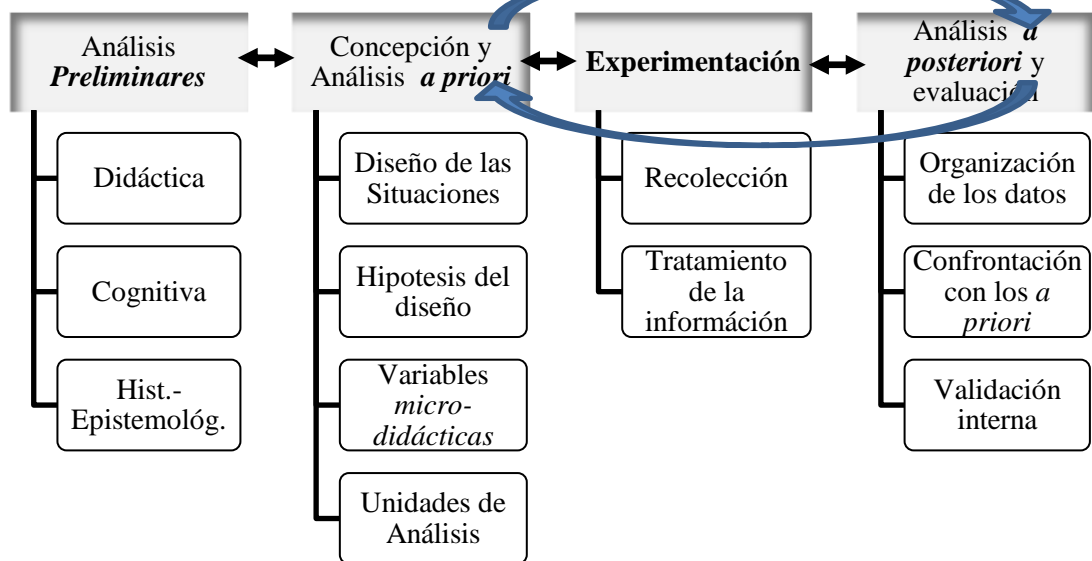 Análisis
Preliminares
Didáctica
Cognitiva
Hist.-
Epistemológ.
Concepción y
Análisis a priori
Diseño de las
Situaciones
Hipotesis del
diseño
Variables
micro-
didácticas
Unidades de
Análisis
Experimentación
Recolección
Tratamiento
de la
információn
Análisis a
posteriori y
evaluación
Organización
de los datos
Confrontación
con los a
priori
Validación
interna